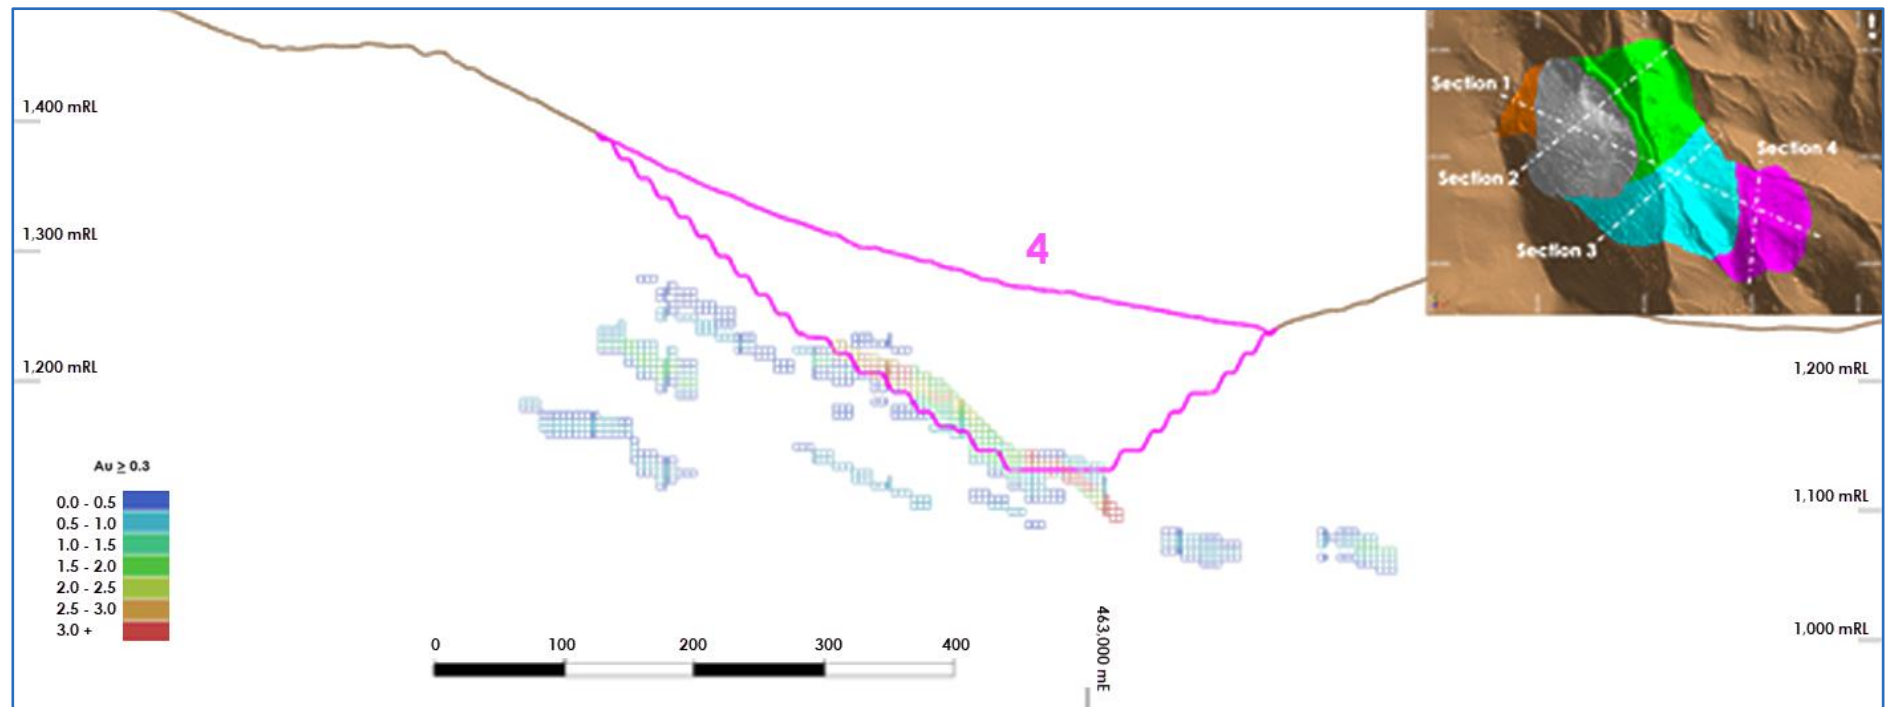 1,400 mRL
1,300 mRL
1,200 mRL
4
Section 1
Section 2
Section 3
Section 4
1,200 mRL
1,100 mRL
1,000 mRL
Au ≥ 0.3
0.0 - 0.5
0.5 - 1.0
1.0 - 1.5
1.5 - 2.0
2.0 - 2.5
2.5 - 3.0
3.0 +
0 100 200 300 400
463,000 mE